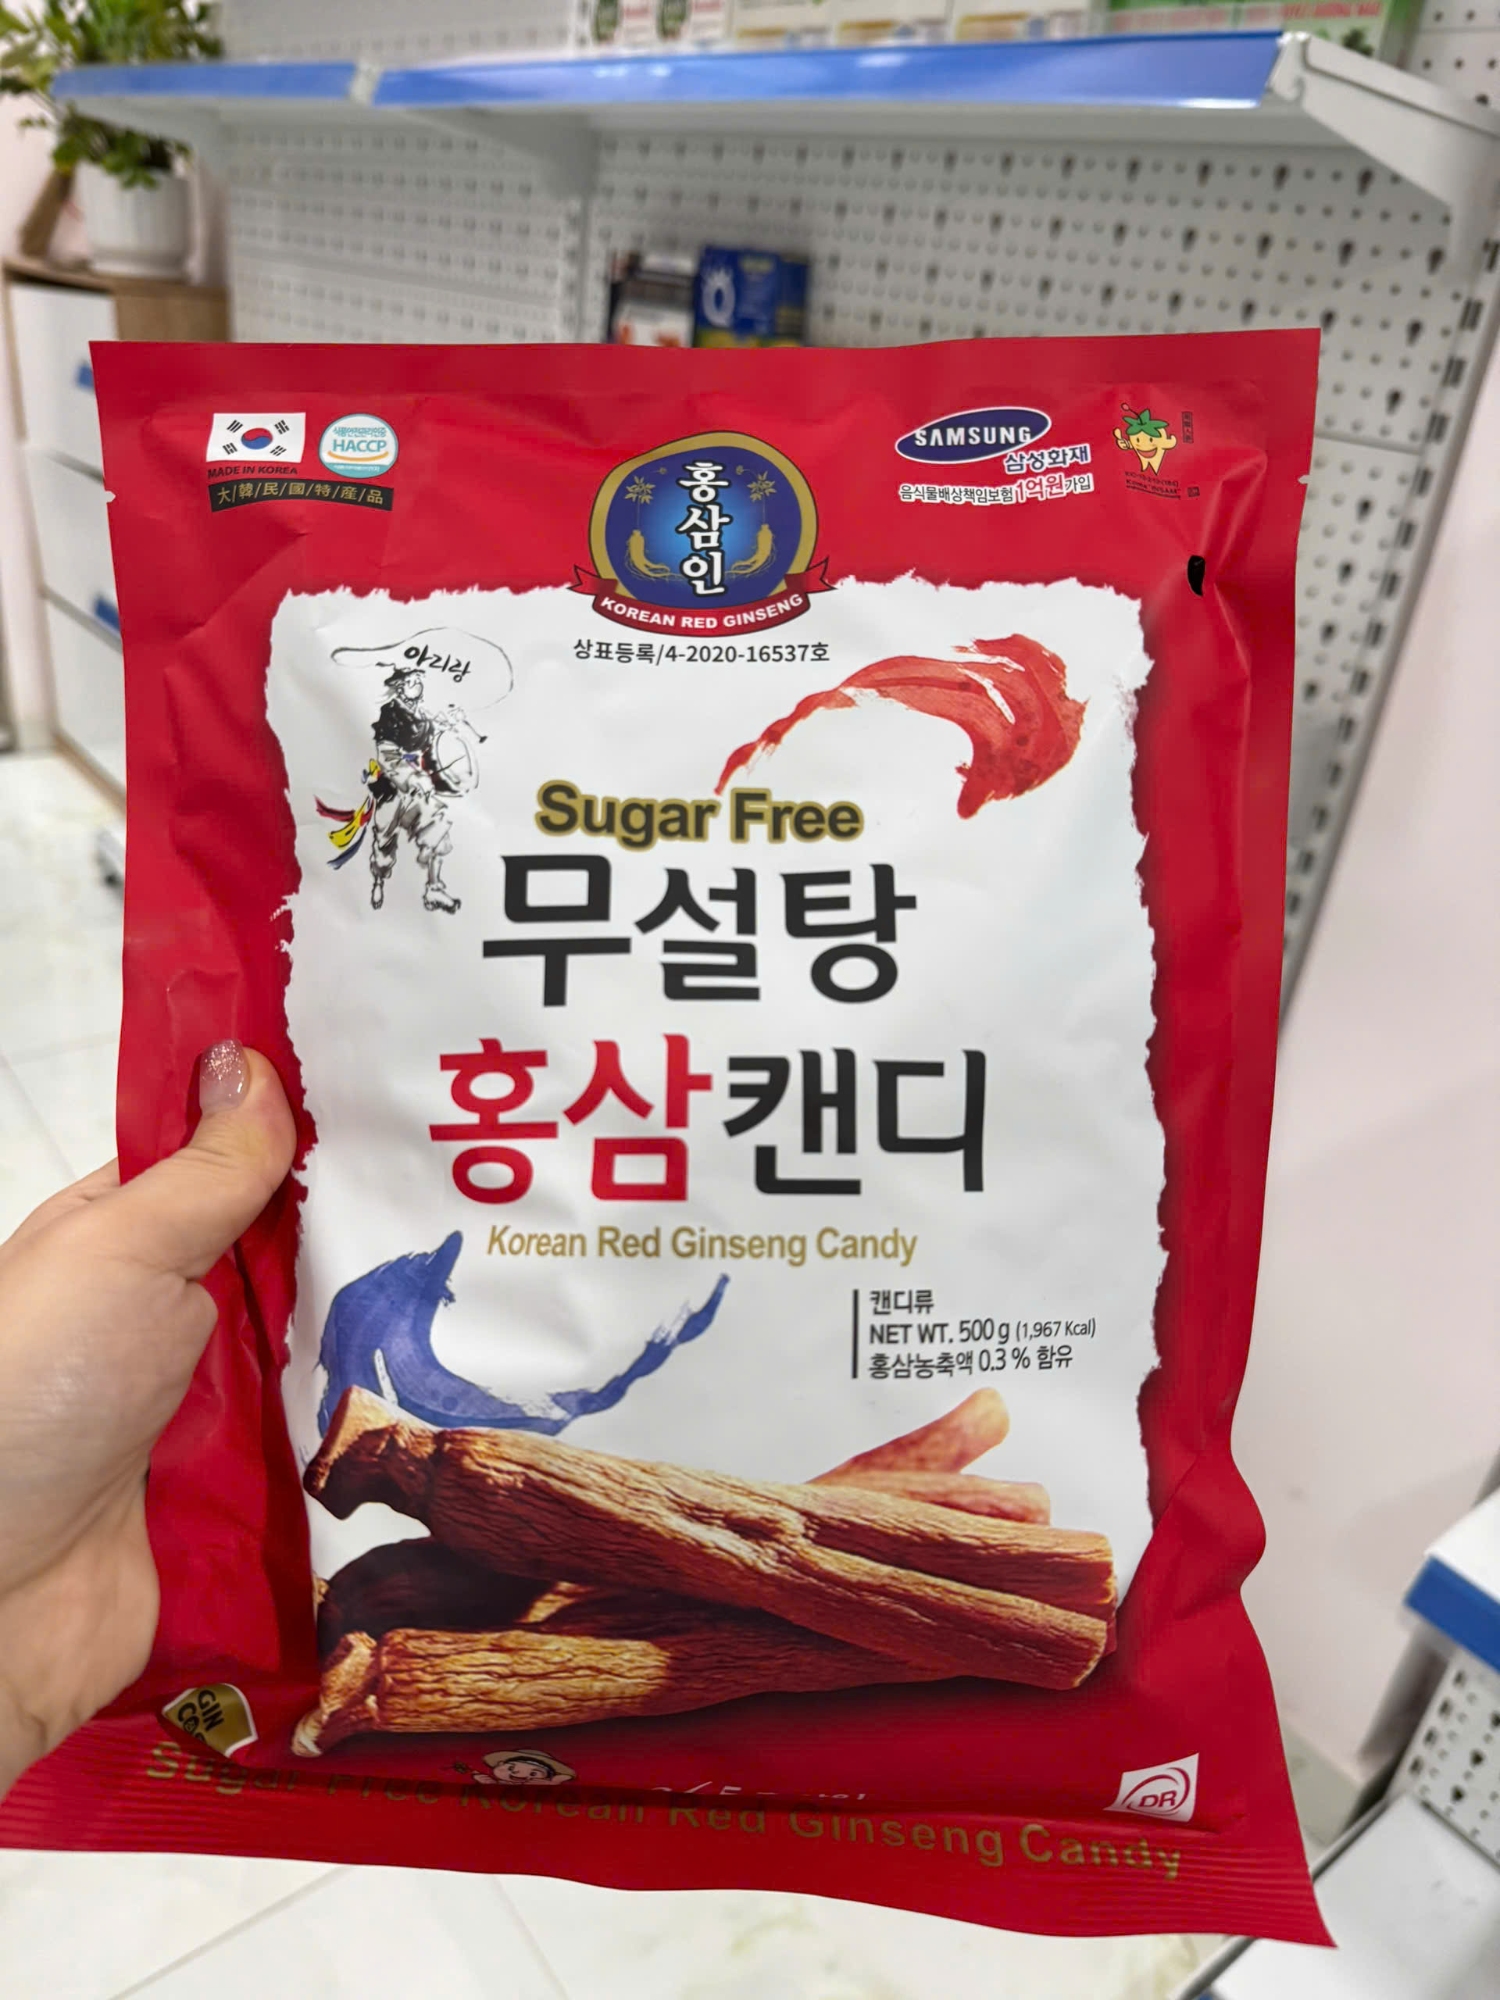 MADE IN KOREA
大/韓/民/國/特/産/品
HACCP
홍삼인
KOREAN RED GINSENG
상표등록/4-2020-16537호
SAMSUNG
삼성화재
음식물배상책임보험1억원가입
아리랑
Sugar Free
무설탕
홍삼캔디
Korean Red Ginseng Candy
캔디류
NET WT. 500g (1,967 Kcal)
홍삼농축액 0.3% 함유
GIN
DR
Sugar Free Korean Red Ginseng Candy